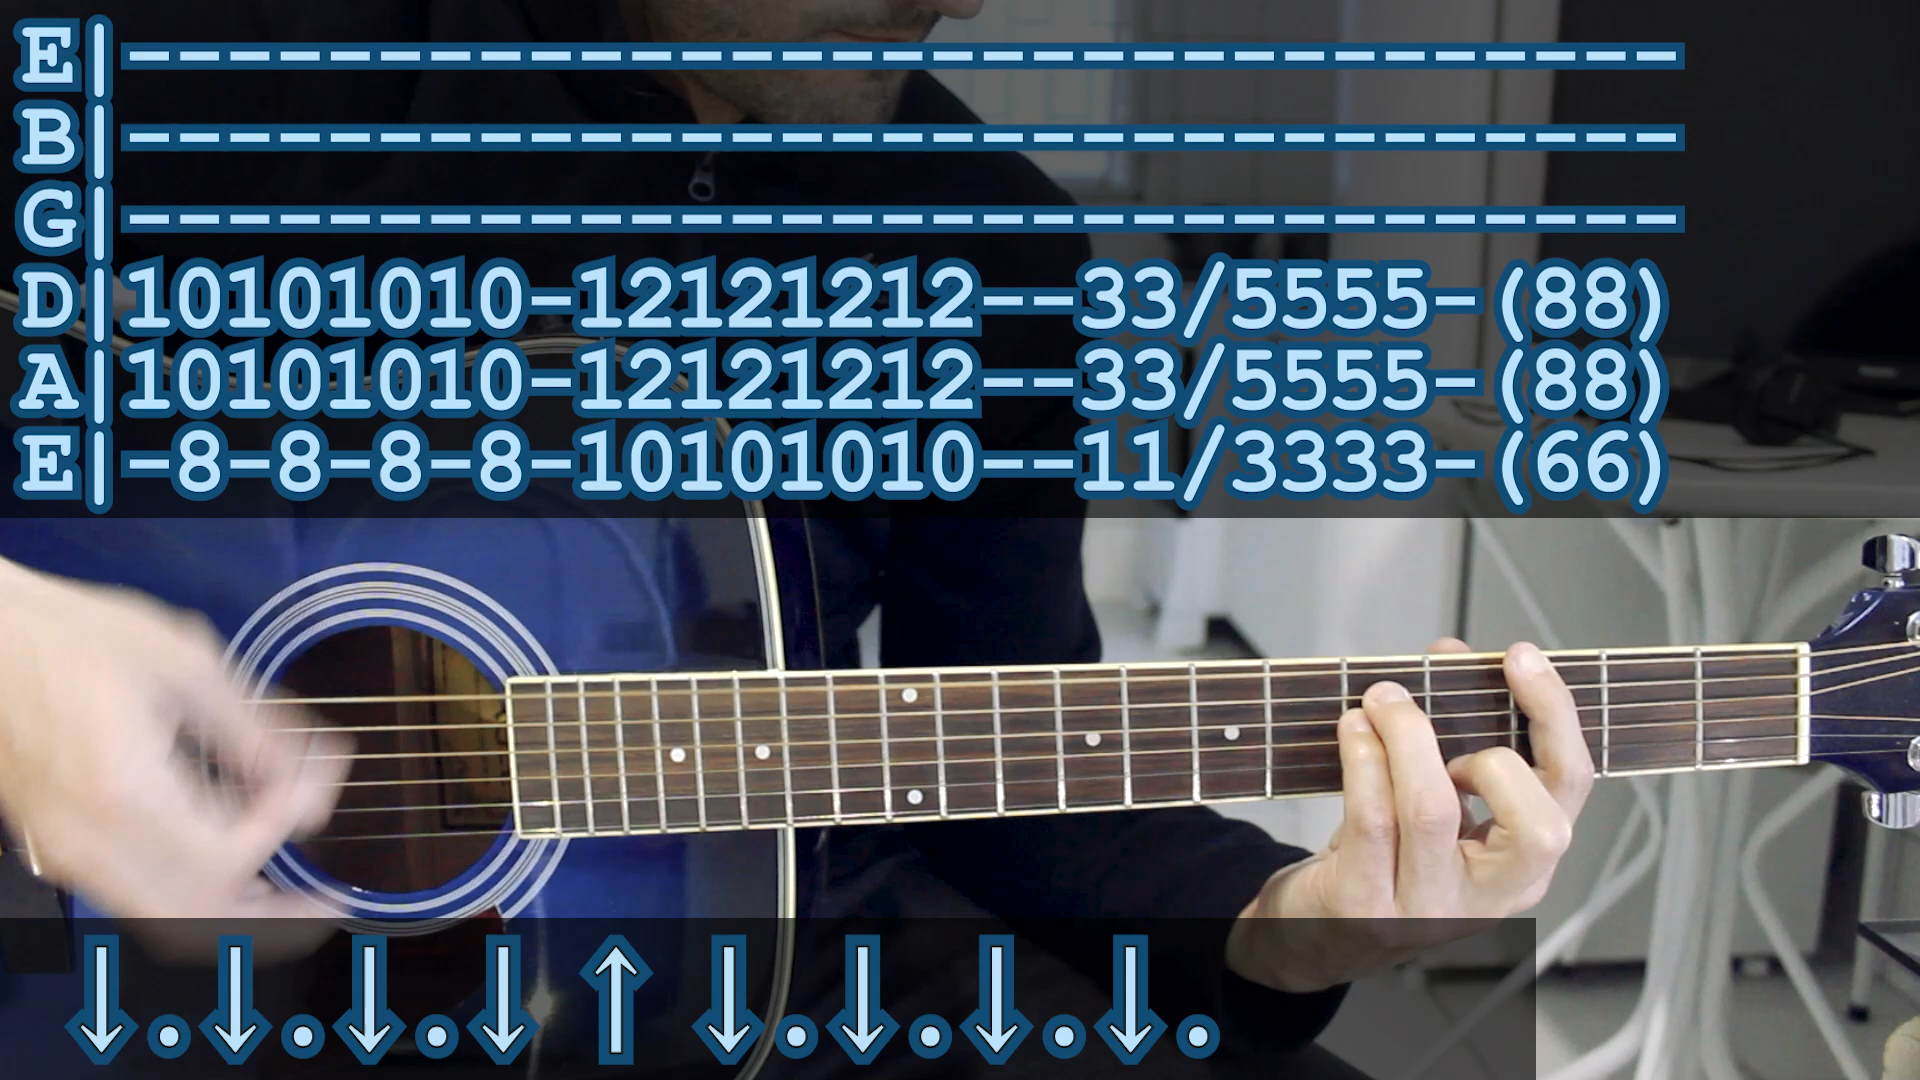 E|-------------------------------
B|-------------------------------
G|-------------------------------
D|10101010-12121212--33/5555-(88)
A|10101010-12121212--33/5555-(88)
E|-8-8-8-8-10101010--11/3333-(66)
↓.↓.↓.↓↑↓.↓.↓.↓.